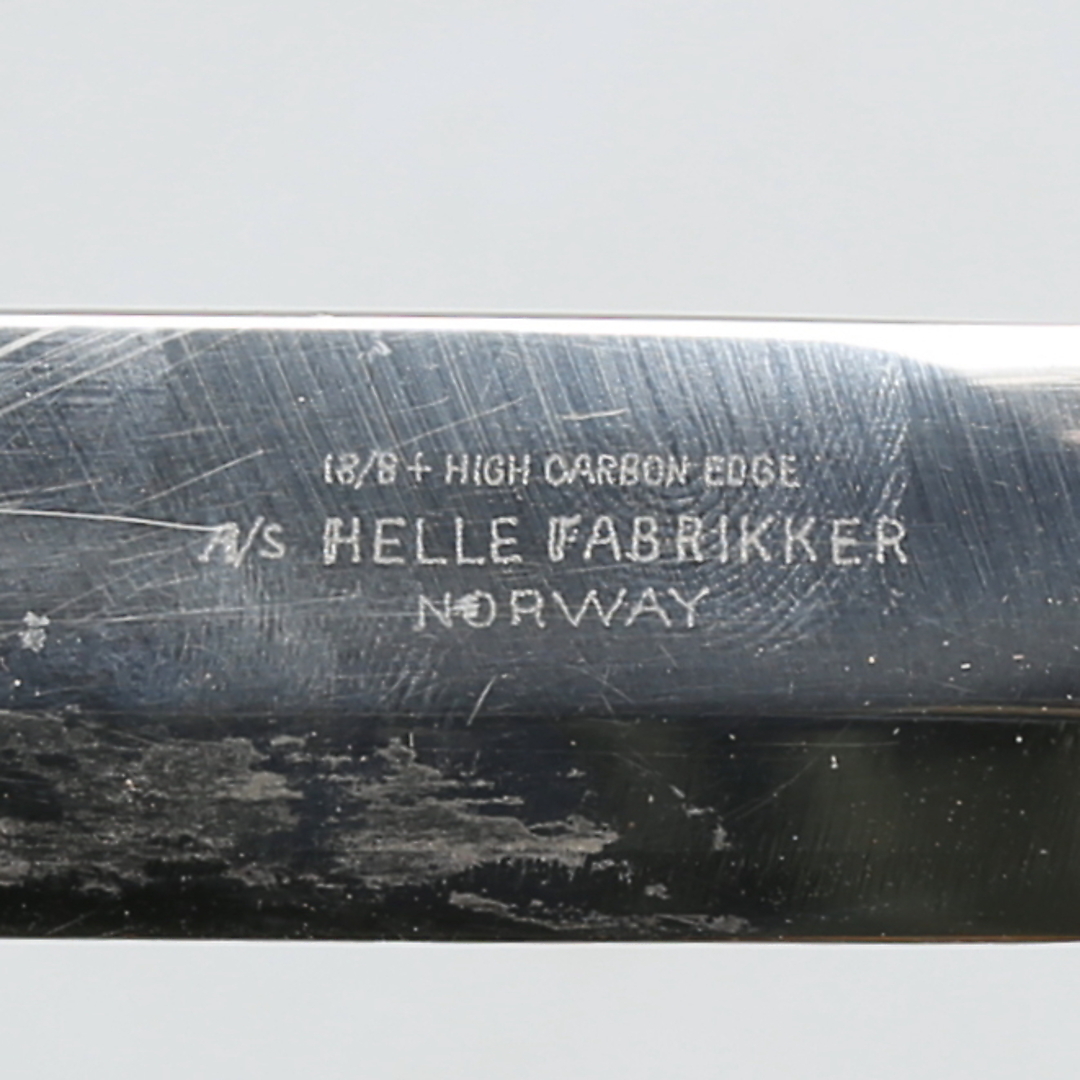 18/8 + HIGH CARBON EDGE
A/S HELLE FABRIKKER
NORWAY